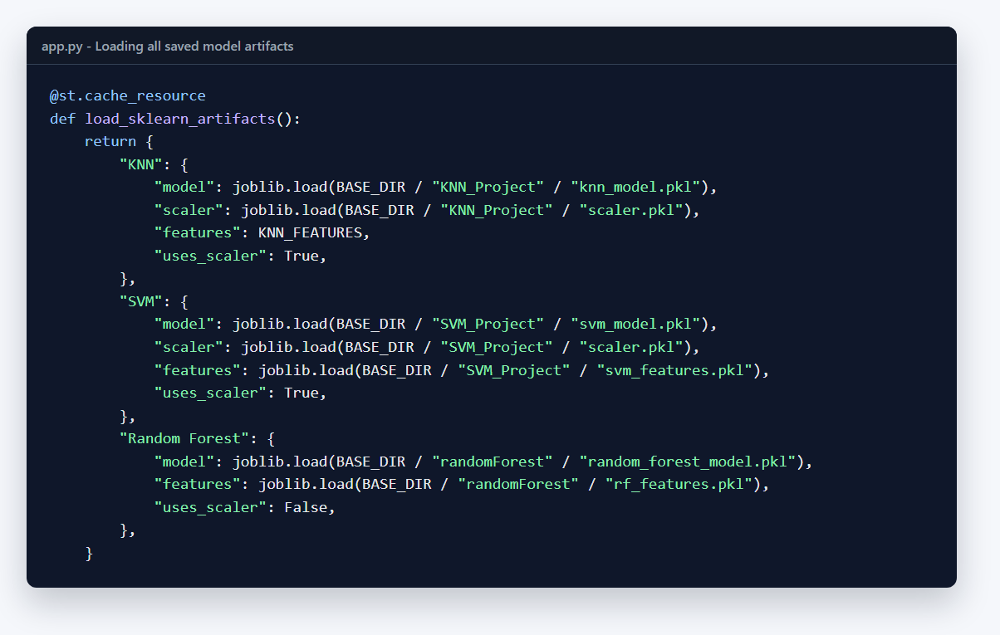 app.py - Loading all saved model artifacts
@st.cache_resource
def load_sklearn_artifacts():
    return {
        "KNN": {
            "model": joblib.load(BASE_DIR / "KNN_Project" / "knn_model.pkl"),
            "scaler": joblib.load(BASE_DIR / "KNN_Project" / "scaler.pkl"),
            "features": KNN_FEATURES,
            "uses_scaler": True,
        },
        "SVM": {
            "model": joblib.load(BASE_DIR / "SVM_Project" / "svm_model.pkl"),
            "scaler": joblib.load(BASE_DIR / "SVM_Project" / "scaler.pkl"),
            "features": joblib.load(BASE_DIR / "SVM_Project" / "svm_features.pkl"),
            "uses_scaler": True,
        },
        "Random Forest": {
            "model": joblib.load(BASE_DIR / "randomForest" / "random_forest_model.pkl"),
            "features": joblib.load(BASE_DIR / "randomForest" / "rf_features.pkl"),
            "uses_scaler": False,
        },
    }